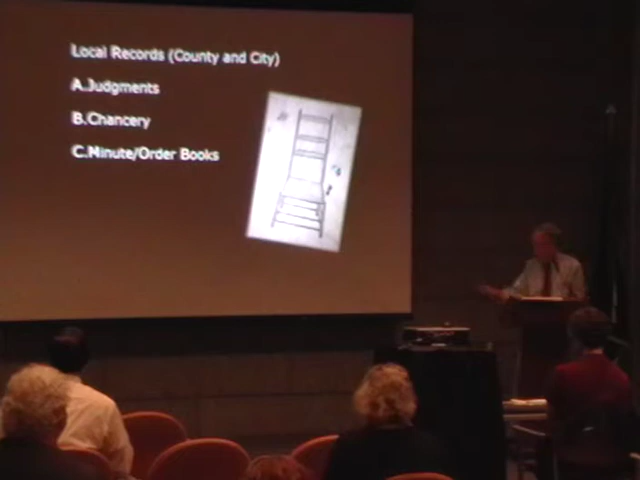 Local Records (County and City)
A.Judgments
B.Chancery
C.Minute/Order Books